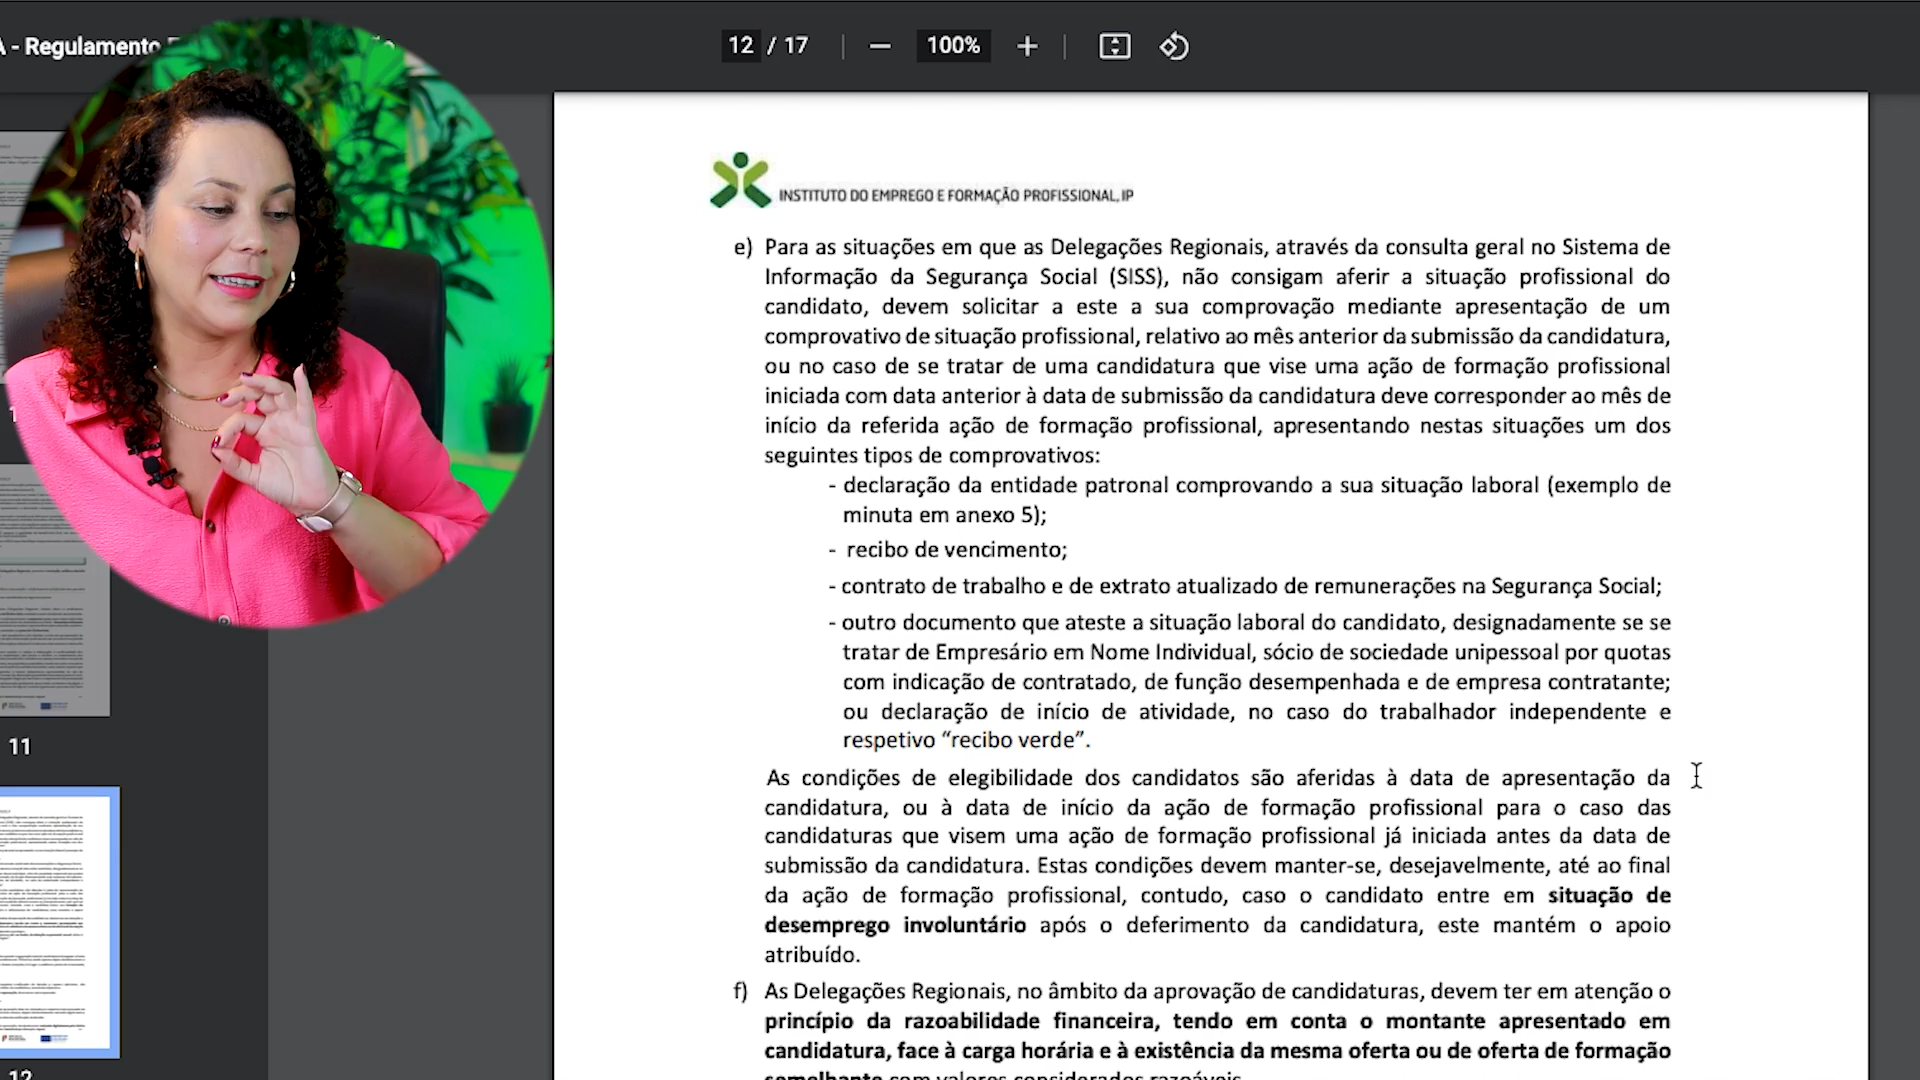 A - Regulamento
12 / 17
100%
INSTITUTO DO EMPREGO E FORMAÇÃO PROFISSIONAL, IP
e) Para as situações em que as Delegações Regionais, através da consulta geral no Sistema de
Informação da Segurança Social (SISS), não consigam aferir a situação profissional do
candidato, devem solicitar a este a sua comprovação mediante apresentação de um
comprovativo de situação profissional, relativo ao mês anterior da submissão da candidatura,
ou no caso de se tratar de uma candidatura que vise uma ação de formação profissional
iniciada com data anterior à data de submissão da candidatura deve corresponder ao mês de
início da referida ação de formação profissional, apresentando nestas situações um dos
seguintes tipos de comprovativos:
- declaração da entidade patronal comprovando a sua situação laboral (exemplo de
minuta em anexo 5);
- recibo de vencimento;
- contrato de trabalho e de extrato atualizado de remunerações na Segurança Social;
- outro documento que ateste a situação laboral do candidato, designadamente se se
tratar de Empresário em Nome Individual, sócio de sociedade unipessoal por quotas
com indicação de contratado, de função desempenhada e de empresa contratante;
ou declaração de início de atividade, no caso do trabalhador independente e
respetivo “recibo verde”.
As condições de elegibilidade dos candidatos são aferidas à data de apresentação da
candidatura, ou à data de início da ação de formação profissional para o caso das
candidaturas que visem uma ação de formação profissional já iniciada antes da data de
submissão da candidatura. Estas condições devem manter-se, desejavelmente, até ao final
da ação de formação profissional, contudo, caso o candidato entre em situação de
desemprego involuntário após o deferimento da candidatura, este mantém o apoio
atribuído.
f) As Delegações Regionais, no âmbito da aprovação de candidaturas, devem ter em atenção o
princípio da razoabilidade financeira, tendo em conta o montante apresentado em
candidatura, face à carga horária e à existência da mesma oferta ou de oferta de formação
semelhante com valores considerados razoáveis.
11
12